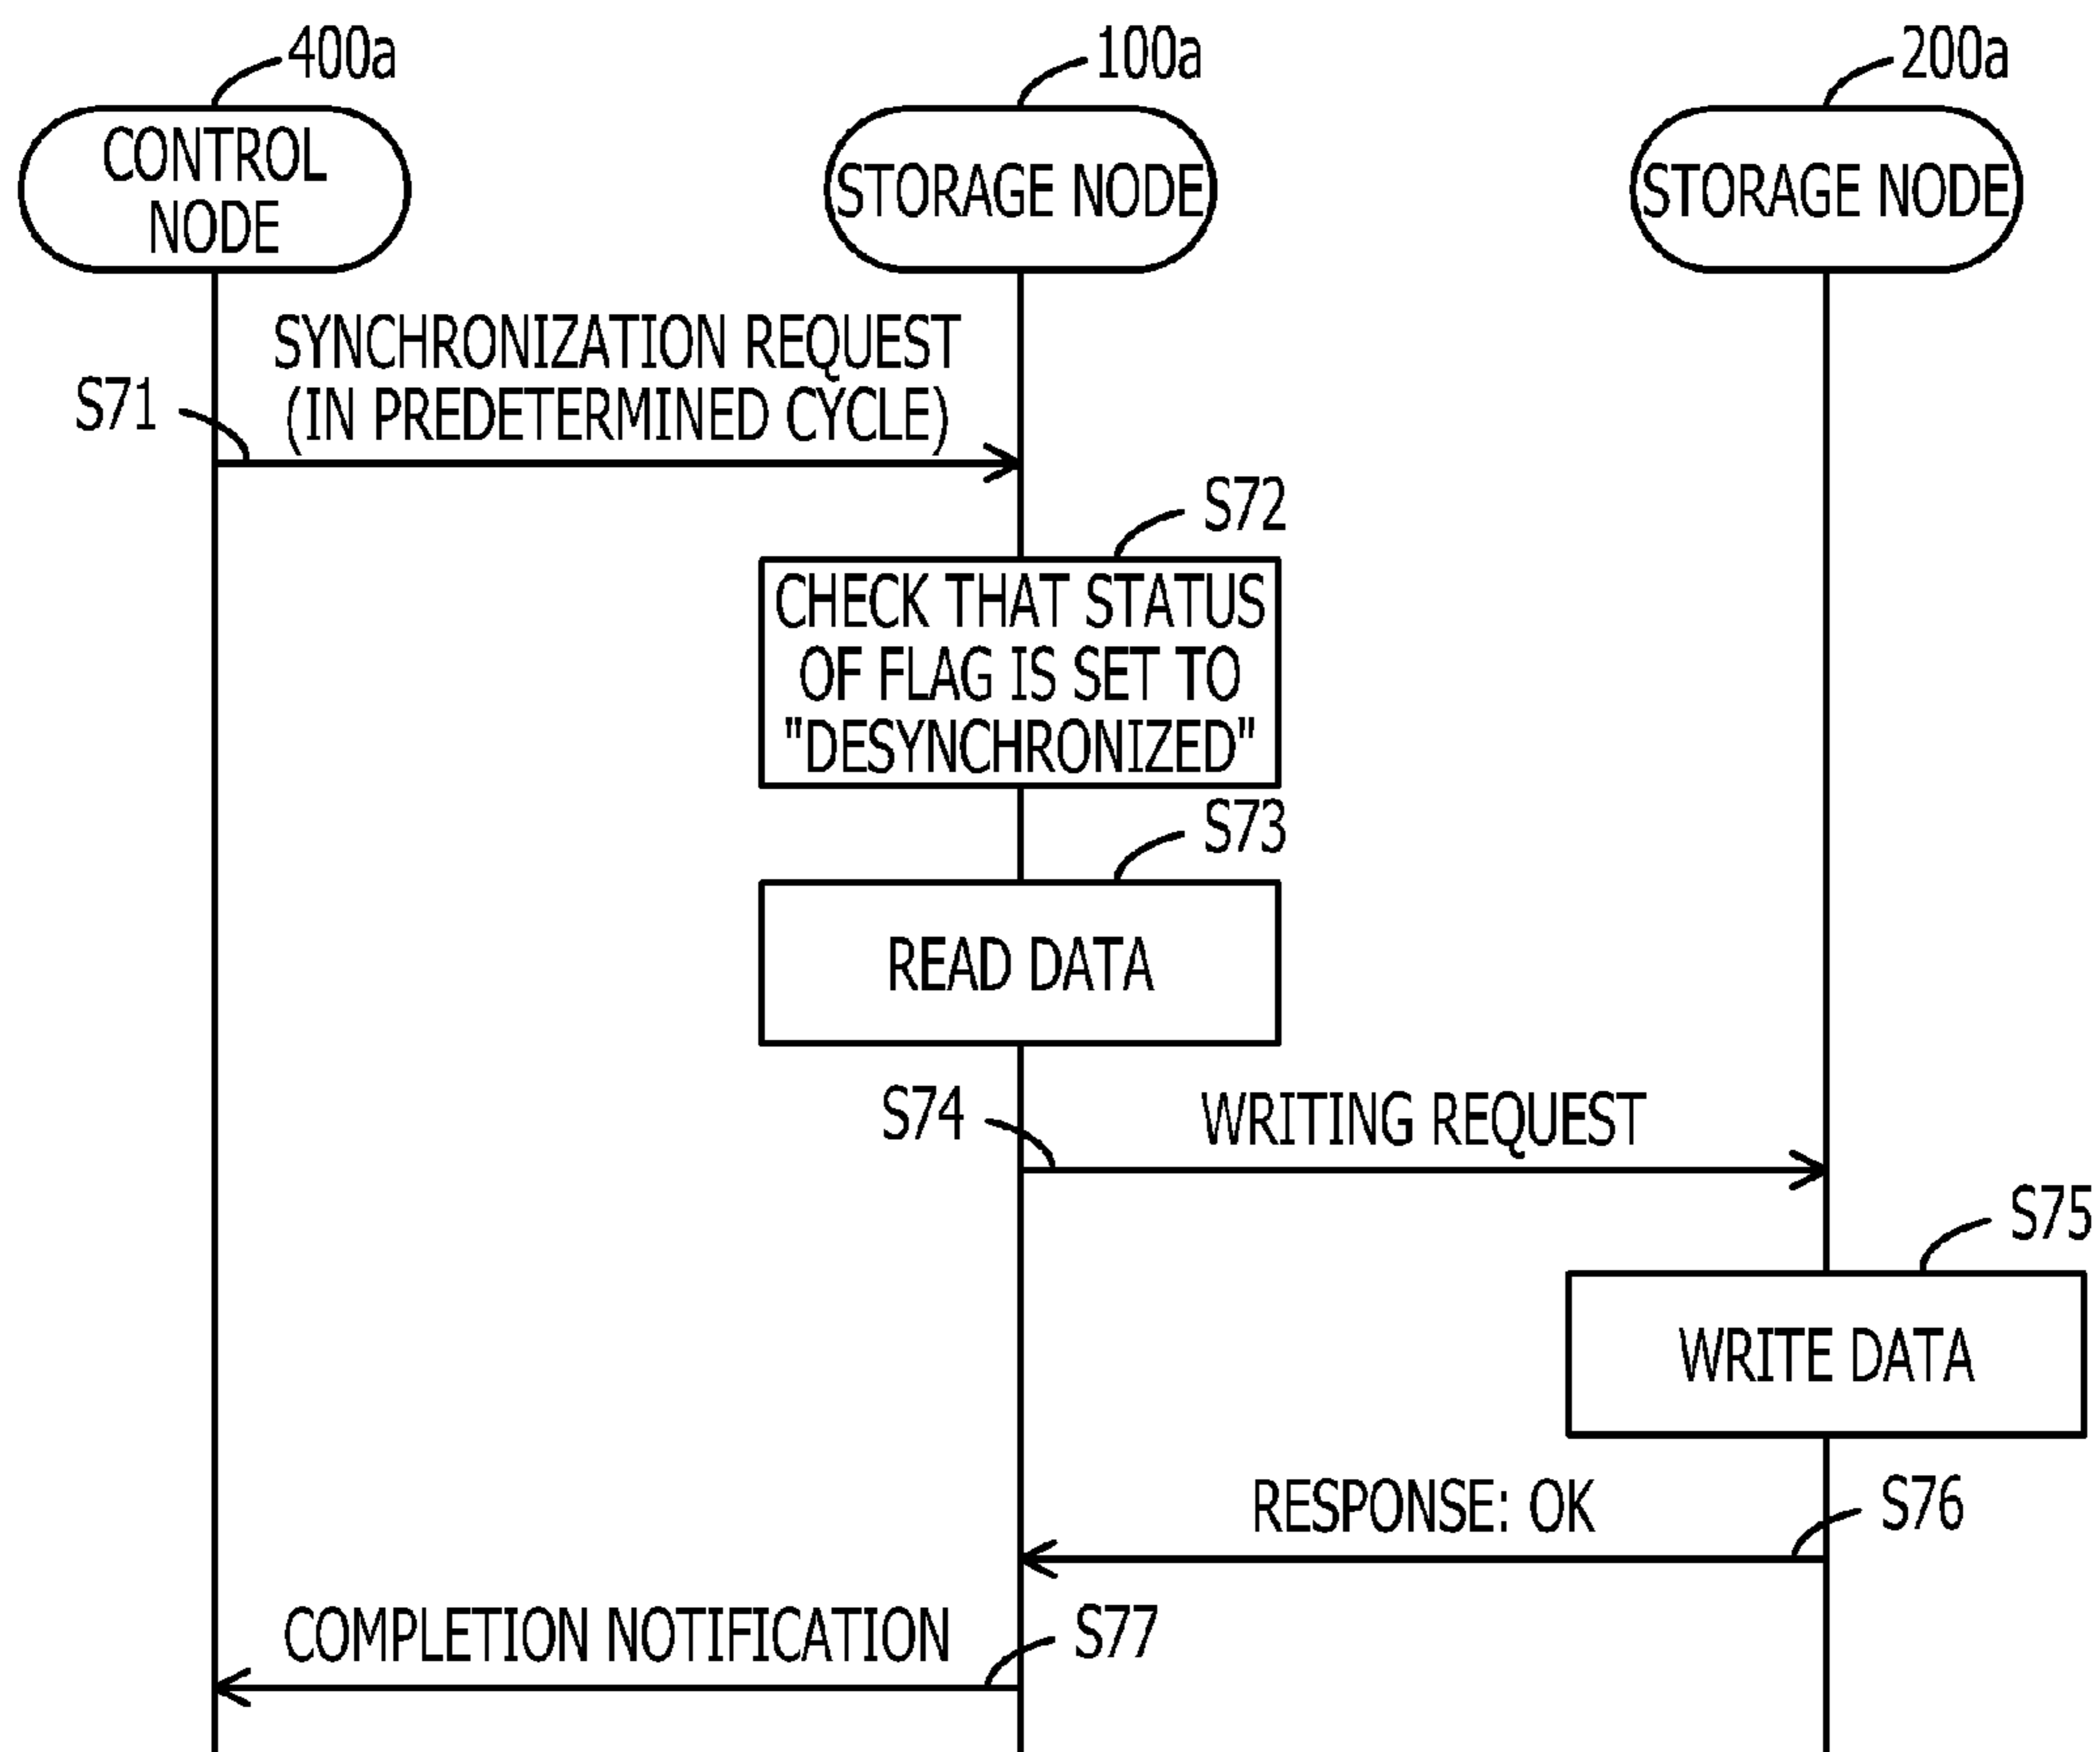 400a
100a
200a
CONTROL
NODE
STORAGE NODE
STORAGE NODE
SYNCHRONIZATION REQUEST
(IN PREDETERMINED CYCLE)
S71
S72
CHECK THAT STATUS
OF FLAG IS SET TO
"DESYNCHRONIZED"
S73
READ DATA
S74
WRITING REQUEST
S75
WRITE DATA
RESPONSE: OK
S76
COMPLETION NOTIFICATION
S77